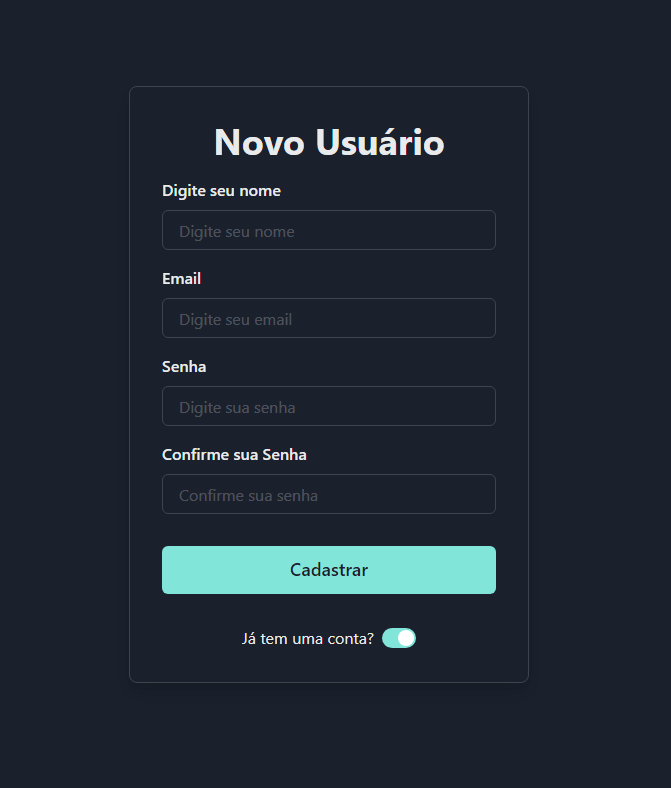 Novo Usuário
Digite seu nome
Digite seu nome
Email
Digite seu email
Senha
Digite sua senha
Confirme sua Senha
Confirme sua senha
Cadastrar
Já tem uma conta?